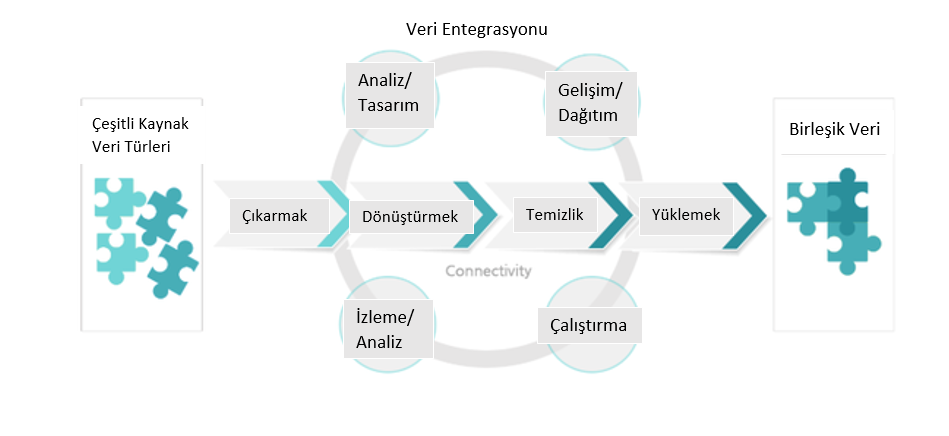 Veri Entegrasyonu
Analiz/
Tasarım
Gelişim/
Dağıtım
Çeşitli Kaynak
Veri Türleri
Birleşik Veri
Çıkarmak
Dönüştürmek
Temizlik
Yüklemek
Connectivity
İzleme/
Analiz
Çalıştırma